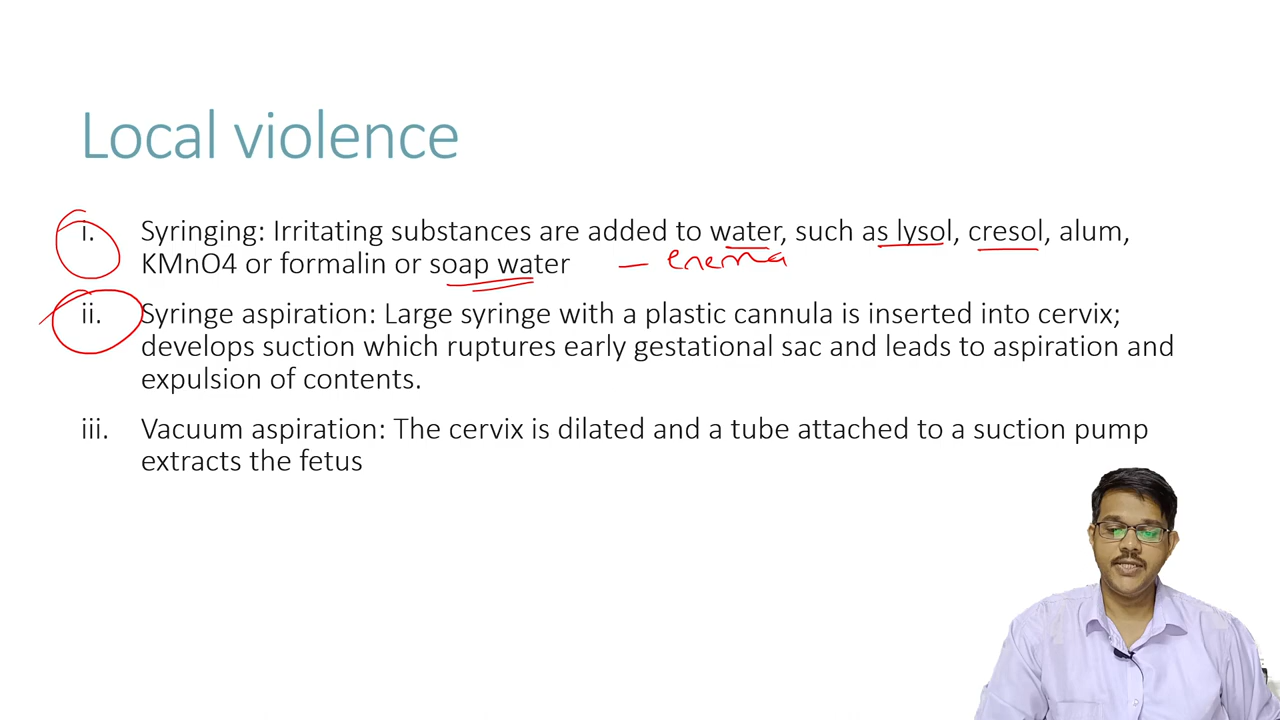 Local violence
i. Syringing: Irritating substances are added to water, such as lysol, cresol, alum,
KMnO4 or formalin or soap water — enema
ii. Syringe aspiration: Large syringe with a plastic cannula is inserted into cervix;
develops suction which ruptures early gestational sac and leads to aspiration and
expulsion of contents.
iii. Vacuum aspiration: The cervix is dilated and a tube attached to a suction pump
extracts the fetus